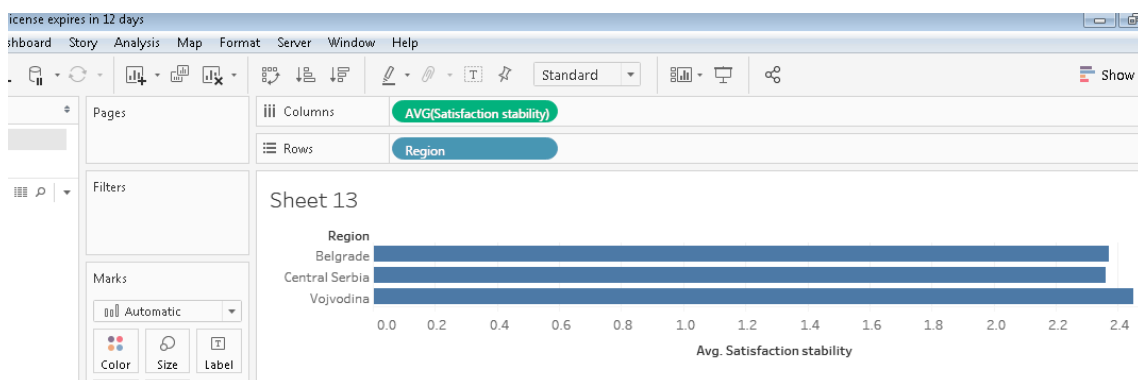 icense expires in 12 days
shboard Story Analysis Map Format Server Window Help
Standard
Show
Pages
iii Columns
AVG(Satisfaction stability)
Rows
Region
Filters
Sheet 13
Region
Belgrade
Central Serbia
Vojvodina
Marks
Automatic
T
Color Size Label
0.0 0.2 0.4 0.6 0.8 1.0 1.2 1.4 1.6 1.8 2.0 2.2 2.4
Avg. Satisfaction stability